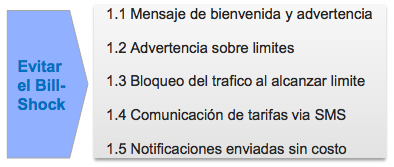 Evitar
el Bill-
Shock
1.1 Mensaje de bienvenida y advertencia
1.2 Advertencia sobre limites
1.3 Bloqueo del trafico al alcanzar limite
1.4 Comunicación de tarifas via SMS
1.5 Notificaciones enviadas sin costo